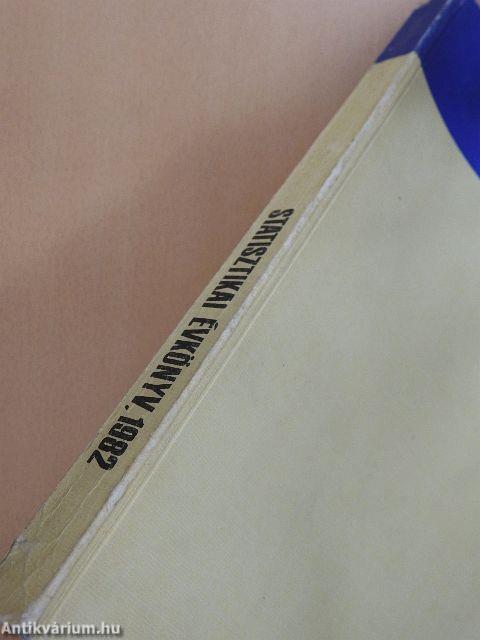 STATISZTIKAI ÉVKÖNYV, 1982
Antikvárium.hu